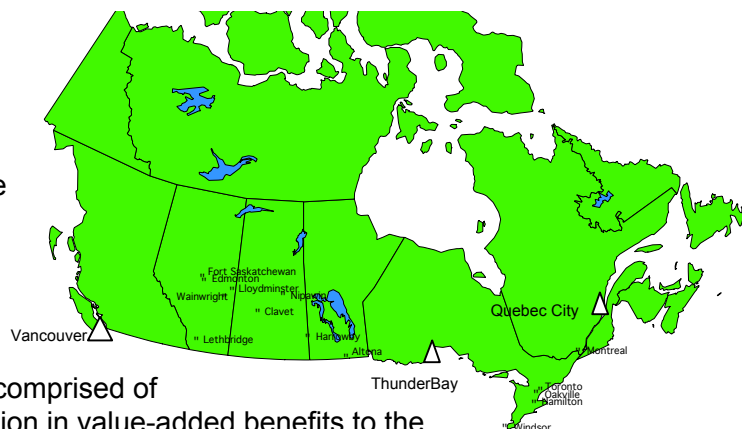 e
Fort Saskatchewan
Edmonton
Lloydminster
Wainwright
Nipawin
Clavet
Quebec City
Vancouver
Lethbridge
Harrowby
Altona
Montreal
ThunderBay
comprised of
Toronto
Oakville
Hamilton
ion in value-added benefits to the
Windsor